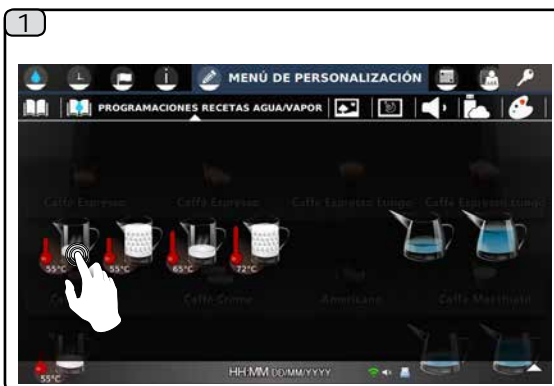 1
MENÚ DE PERSONALIZACIÓN
PROGRAMACIONES RECETAS AGUA/VAPOR
Caffè Espresso Caffè Espresso Caffè Espresso Lungo Caffè Espresso Lungo
55°C 55°C 65°C 72°C
Caffè Crème Americano Caffè Macchiato
55°C
HH:MM DD/MM/YYYY